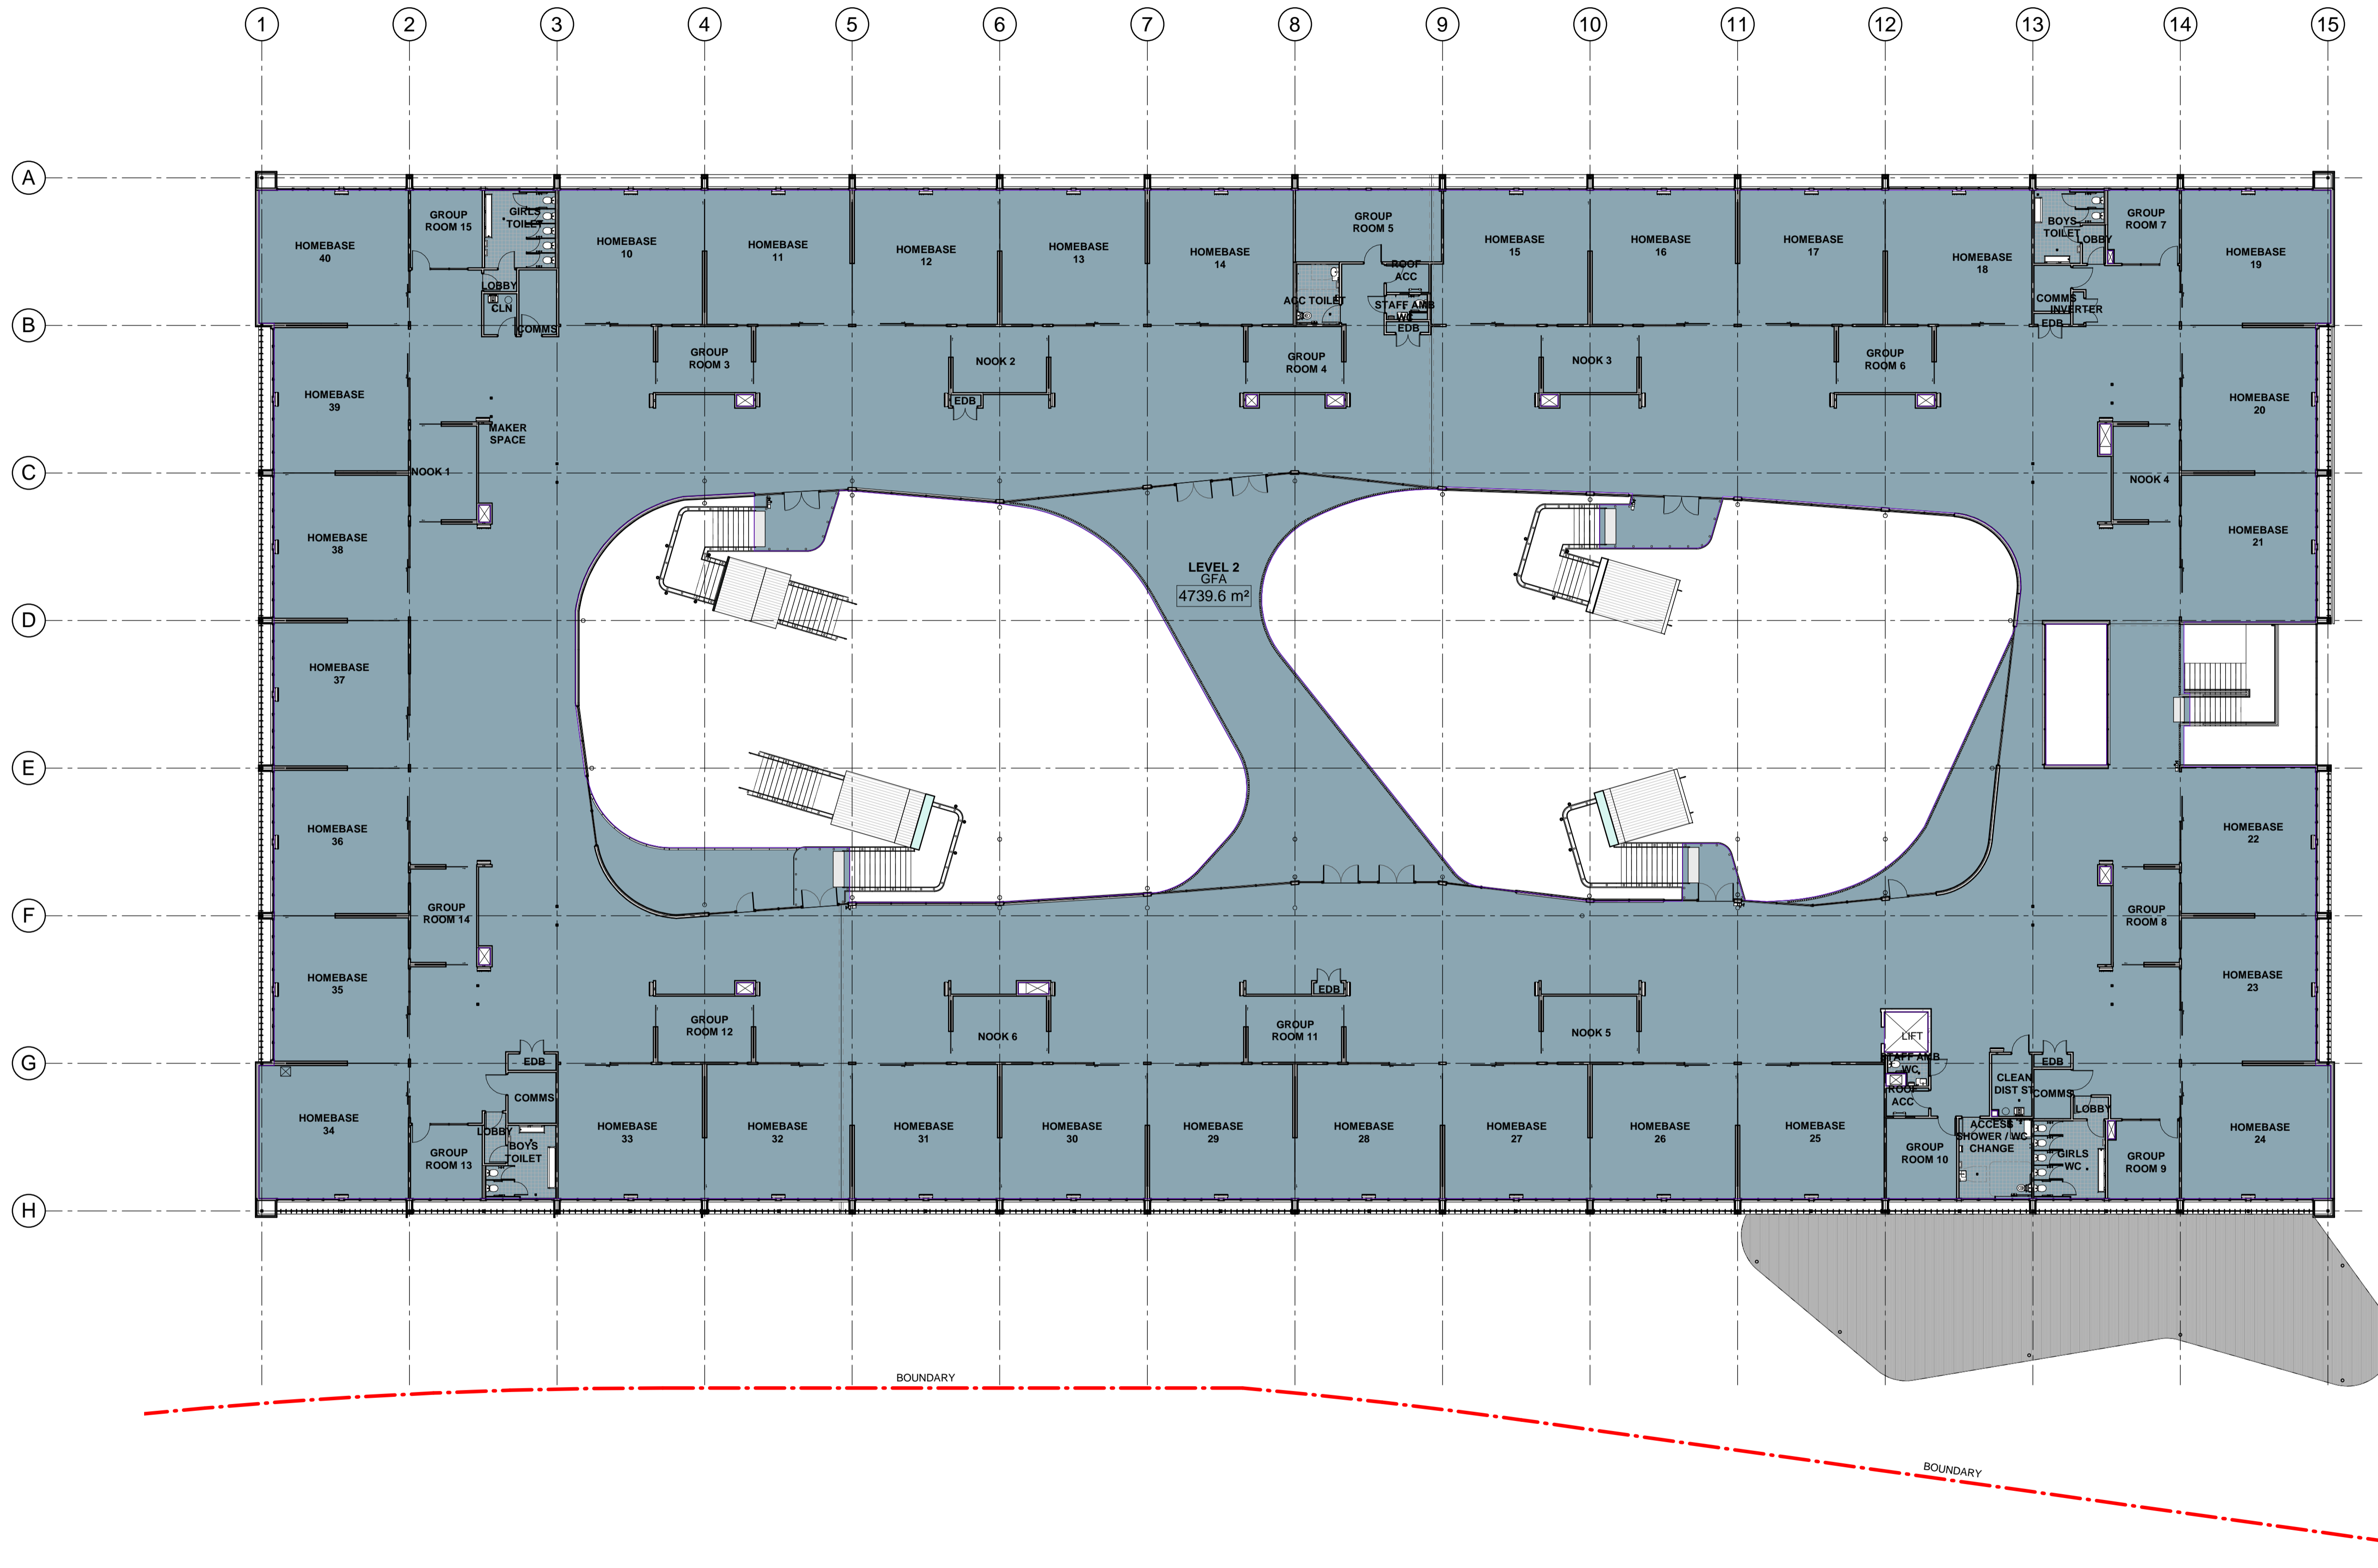 1 2 3 4 5 6 7 8 9 10 11 12 13 14 15
A
GROUP
ROOM 15
GIRLS
TOILET
HOMEBASE
40
HOMEBASE
10
HOMEBASE
11
HOMEBASE
12
HOMEBASE
13
HOMEBASE
14
GROUP
ROOM 5
HOMEBASE
15
HOMEBASE
16
HOMEBASE
17
HOMEBASE
18
BOYS
TOILET
LOBBY
GROUP
ROOM 7
HOMEBASE
19
LOBBY
CLN
COMMS
ACC TOILET
ROOF
ACC
STAFF AMB
WC
EDB
COMMS
INVERTER
EDB
B
HOMEBASE
39
GROUP
ROOM 3
NOOK 2
EDB
GROUP
ROOM 4
NOOK 3
GROUP
ROOM 6
HOMEBASE
20
MAKER
SPACE
C
NOOK 1
NOOK 4
HOMEBASE
38
HOMEBASE
21
LEVEL 2
GFA
4739.6 m²
D
HOMEBASE
37
E
HOMEBASE
36
HOMEBASE
22
F
GROUP
ROOM 14
GROUP
ROOM 8
HOMEBASE
35
HOMEBASE
23
EDB
GROUP
ROOM 12
NOOK 6
GROUP
ROOM 11
NOOK 5
LIFT
G
EDB
EDB
WC
ROOF
ACC
CLEAN
DIST ST
COMMS
LOBBY
COMMS
HOMEBASE
34
LOBBY
BOYS
TOILET
GROUP
ROOM 13
HOMEBASE
33
HOMEBASE
32
HOMEBASE
31
HOMEBASE
30
HOMEBASE
29
HOMEBASE
28
HOMEBASE
27
HOMEBASE
26
HOMEBASE
25
GROUP
ROOM 10
ACCESS
SHOWER / WC
CHANGE
GIRLS
WC
GROUP
ROOM 9
HOMEBASE
24
H
BOUNDARY
BOUNDARY